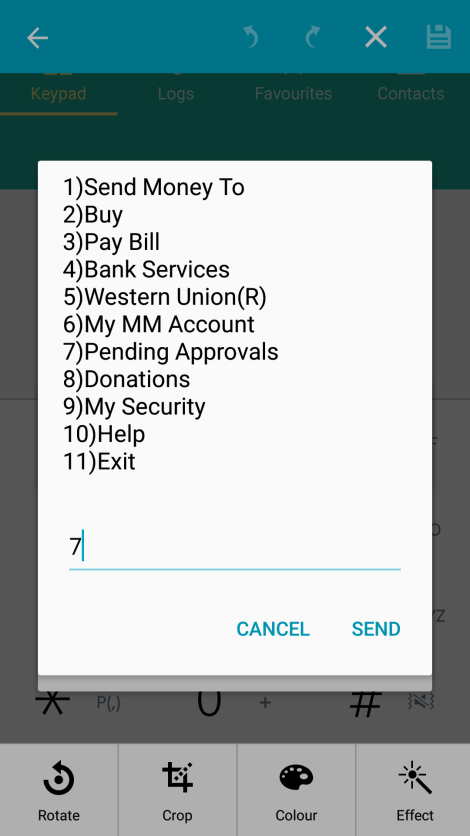 Keypad Logs Favourites Contacts
1)Send Money To
2)Buy
3)Pay Bill
4)Bank Services
5)Western Union(R)
6)My MM Account
7)Pending Approvals
8)Donations
9)My Security
10)Help
11)Exit
7
CANCEL SEND
P(,) 0 + #
Rotate Crop Colour Effect